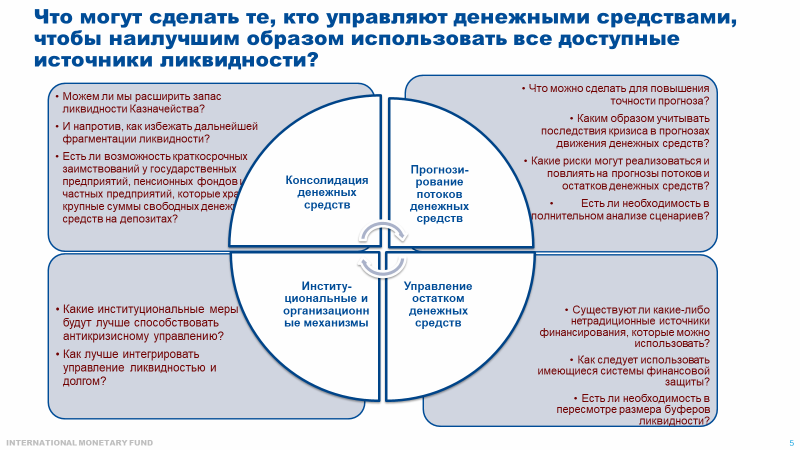 Что могут сделать те, кто управляют денежными средствами,
чтобы наилучшим образом использовать все доступные
источники ликвидности?
• Можем ли мы расширить запас
ликвидности Казначейства?
• И напротив, как избежать дальнейшей
фрагментации ликвидности?
• Есть ли возможность краткосрочных
заимствований у государственных
предприятий, пенсионных фондов и
частных предприятий, которые
крупные суммы свободных
средств на депозитах?
• Что можно сделать для повышения
точности прогноза?
• Каким образом учитывать
последствия кризиса в прогнозах
движения денежных средств?
• Какие риски могут реализоваться и
повлиять на прогнозы потоков и
остатков денежных средств?
• Есть ли необходимость в
анализе сценариев?
Консолидация
денежных
средств
Прогнози-
рование
потоков
денежных
средств
Институ-
циональные и
организационн
ые механизмы
Управление
остатком
денежных
средств
• Какие институциональные меры
будут лучше способствовать
антикризисному управлению?
• Как лучше интегрировать
управление ликвидностью и
долгом?
• Существуют ли какие-либо
нетрадиционные источники
финансирования, которые можно
использовать?
• Как следует использовать
имеющиеся системы финансовой
защиты?
• Есть ли необходимость в
пересмотре размера буферов
ликвидности?
INTERNATIONAL MONETARY FUND
5